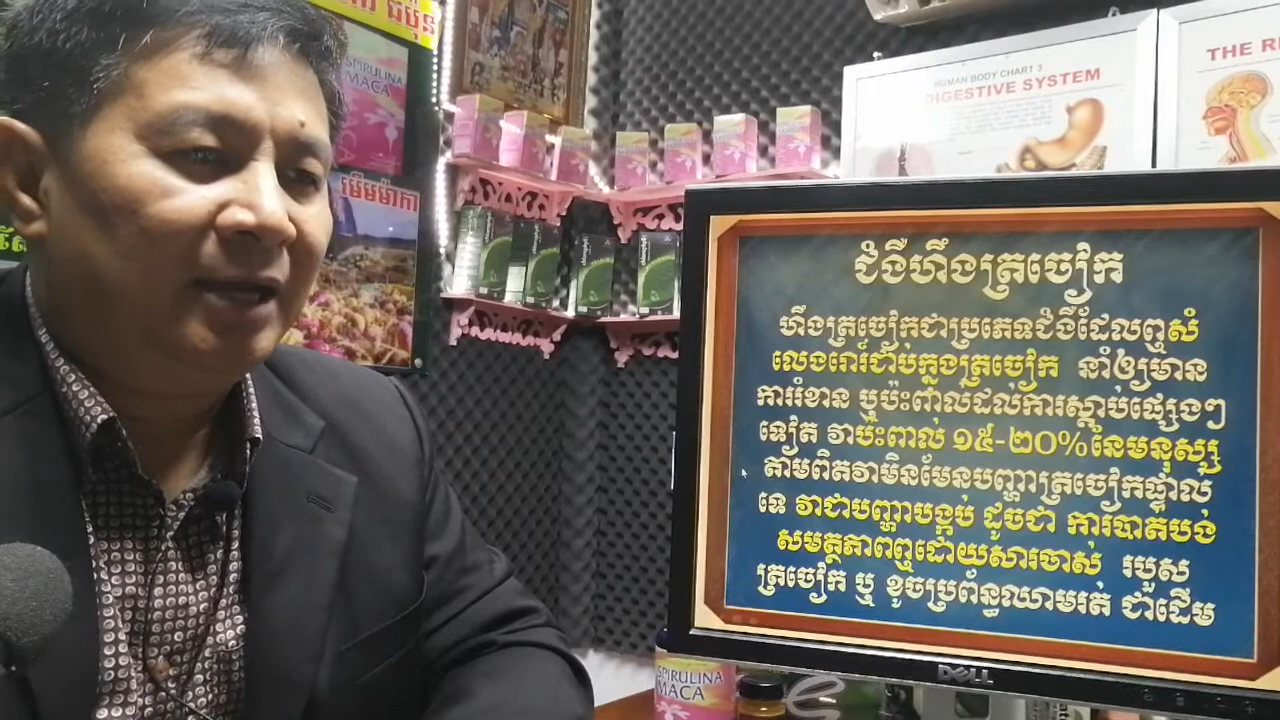 SPIRULINA
MACA
មើមម៉ាកា
HUMAN BODY CHART 3
DIGESTIVE SYSTEM
THE RE
ជំងឺហឹងត្រចៀក
ហឹងត្រចៀកជាប្រភេទជំងឺដែលឮសំ
លេងរោរ៍ជាប់ក្នុងត្រចៀក នាំឲ្យមាន
ការរំខាន ឬប៉ះពាល់ដល់ការស្តាប់ផ្សេងៗ
ទៀត វាប៉ះពាល់ ១៥-២០%នៃមនុស្ស
តាមពិតវាមិនមែនបញ្ហាត្រចៀកផ្ទាល់
ទេ វាជាបញ្ហាបង្កប់ ដូចជា ការបាត់បង់
សមត្ថភាពឮដោយសារចាស់ របួស
ត្រចៀក ឬ ខូចប្រព័ន្ធឈាមរត់ ជាដើម
DELL
SPIRULINA
MACA